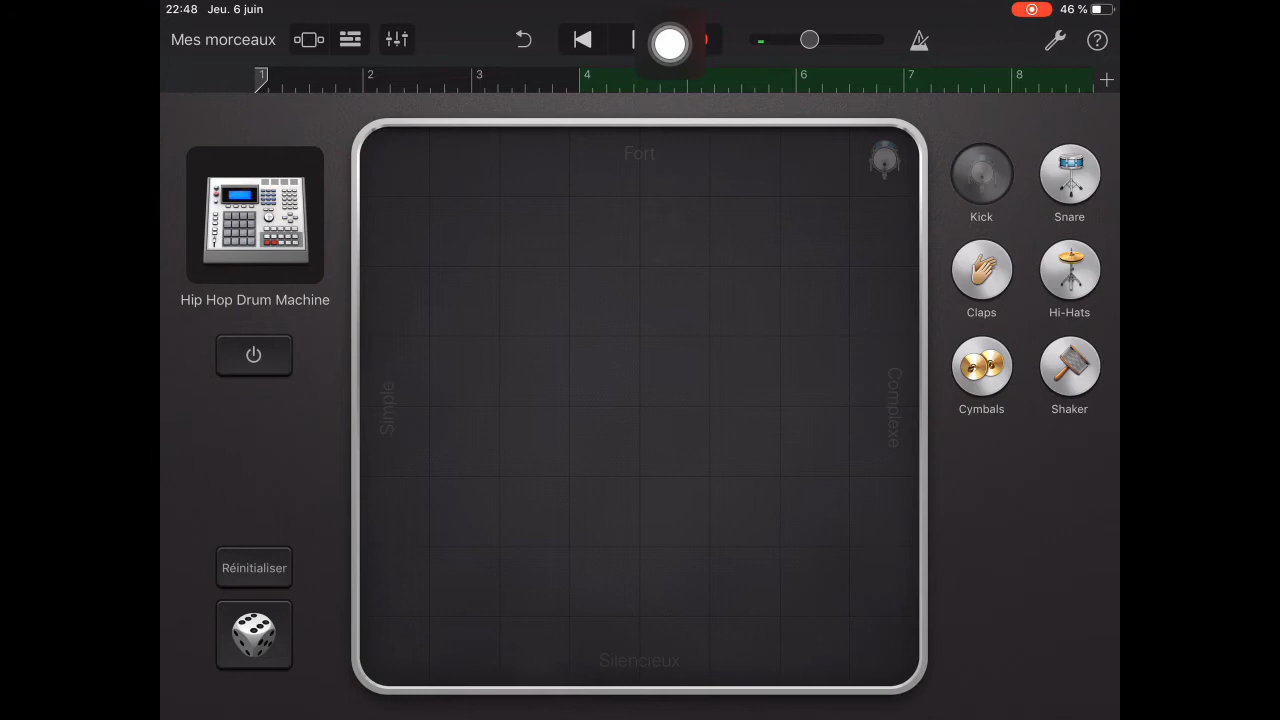 22:48 Jeu. 6 juin
46 %
Mes morceaux
1 2 3 4 6 7 8
Fort
Kick
Snare
Hip Hop Drum Machine
Claps
Hi-Hats
Simple
Complexe
Cymbals
Shaker
Réinitialiser
Silencieux